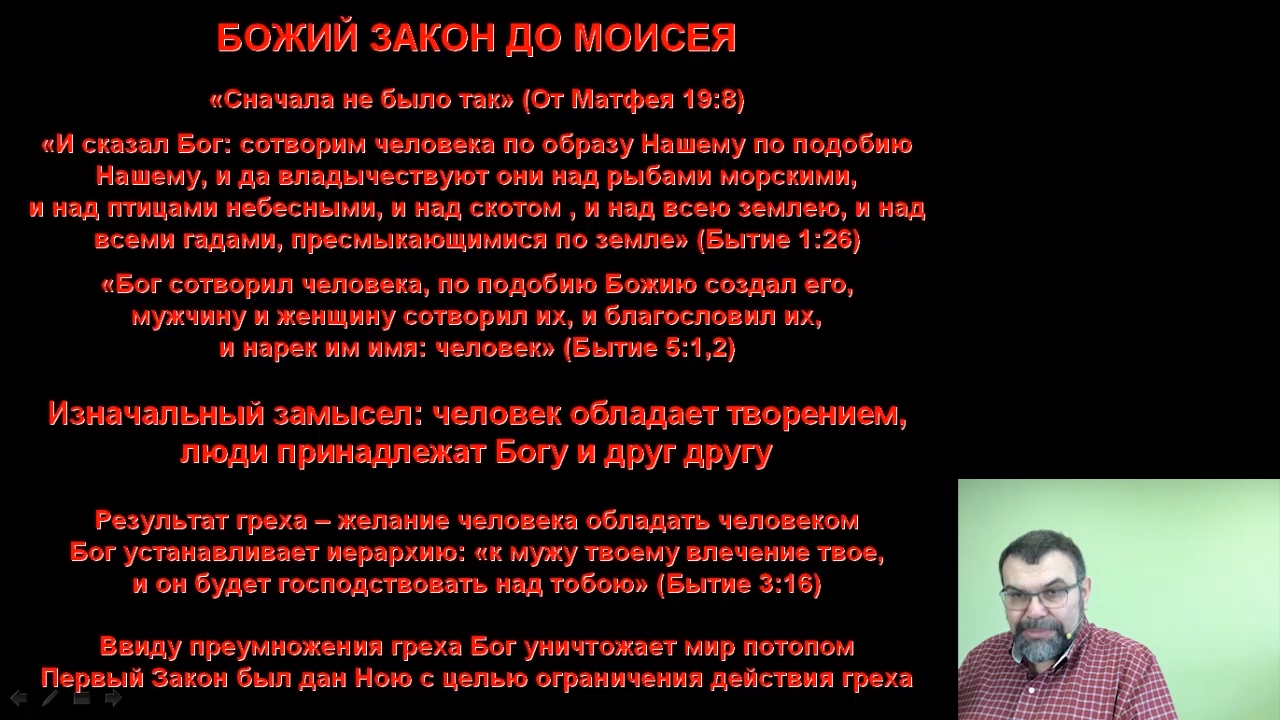 БОЖИЙ ЗАКОН ДО МОИСЕЯ
«Сначала не было так» (От Матфея 19:8)
«И сказал Бог: сотворим человека по образу Нашему по подобию
Нашему, и да владычествуют они над рыбами морскими,
и над птицами небесными, и над скотом , и над всею землею, и над
всеми гадами, пресмыкающимися по земле» (Бытие 1:26)
«Бог сотворил человека, по подобию Божию создал его,
мужчину и женщину сотворил их, и благословил их,
и нарек им имя: человек» (Бытие 5:1,2)
Изначальный замысел: человек обладает творением,
люди принадлежат Богу и друг другу
Результат греха – желание человека обладать человеком
Бог устанавливает иерархию: «к мужу твоему влечение твое,
и он будет господствовать над тобою» (Бытие 3:16)
Ввиду преумножения греха Бог уничтожает мир потопом
Первый Закон был дан Ною с целью ограничения действия греха